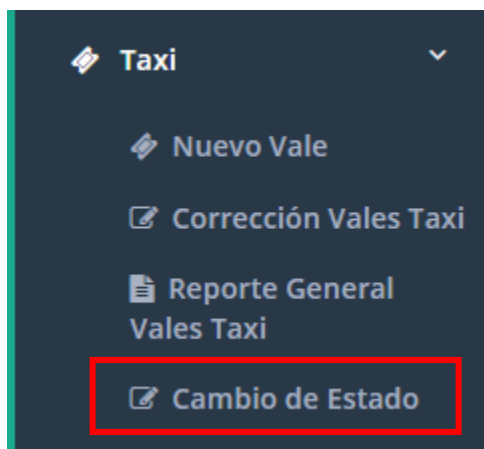 Taxi
Nuevo Vale
Corrección Vales Taxi
Reporte General
Vales Taxi
Cambio de Estado